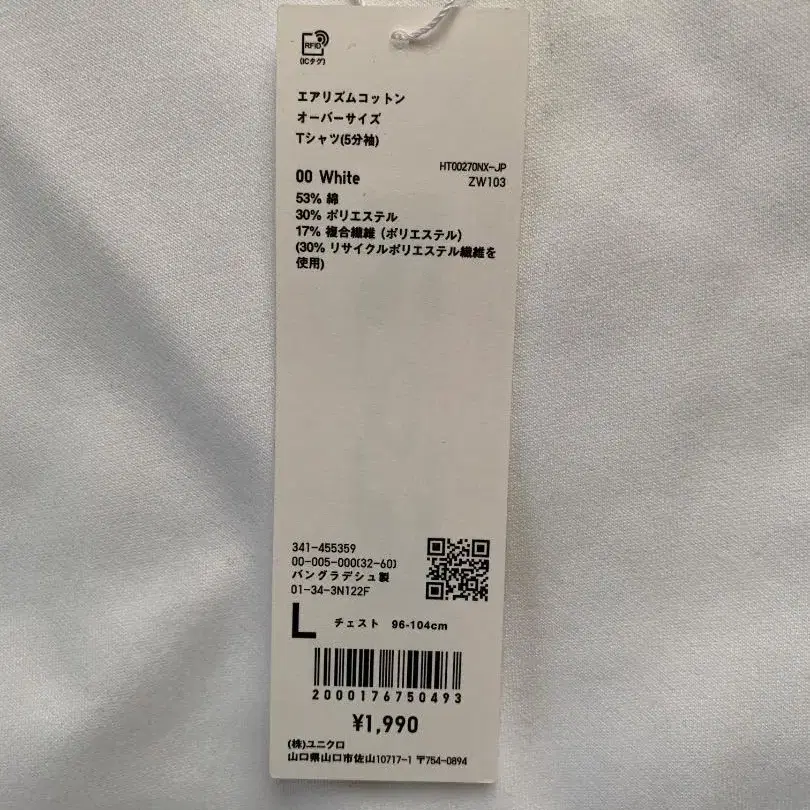 RFID
(ICタグ)
エアリズムコットン
オーバーサイズ
Tシャツ(5分袖)
HT00270NX-JP
00 White
ZW103
53% 綿
30% ポリエステル
17% 複合繊維 (ポリエステル)
(30% リサイクルポリエステル繊維を
使用)
341-455359
00-005-000(32-60)
バングラデシュ製
01-34-3N122F
L チェスト 96-104cm
2000176750493
¥1,990
(株)ユニクロ
山口県山口市佐山10717-1 〒754-0894